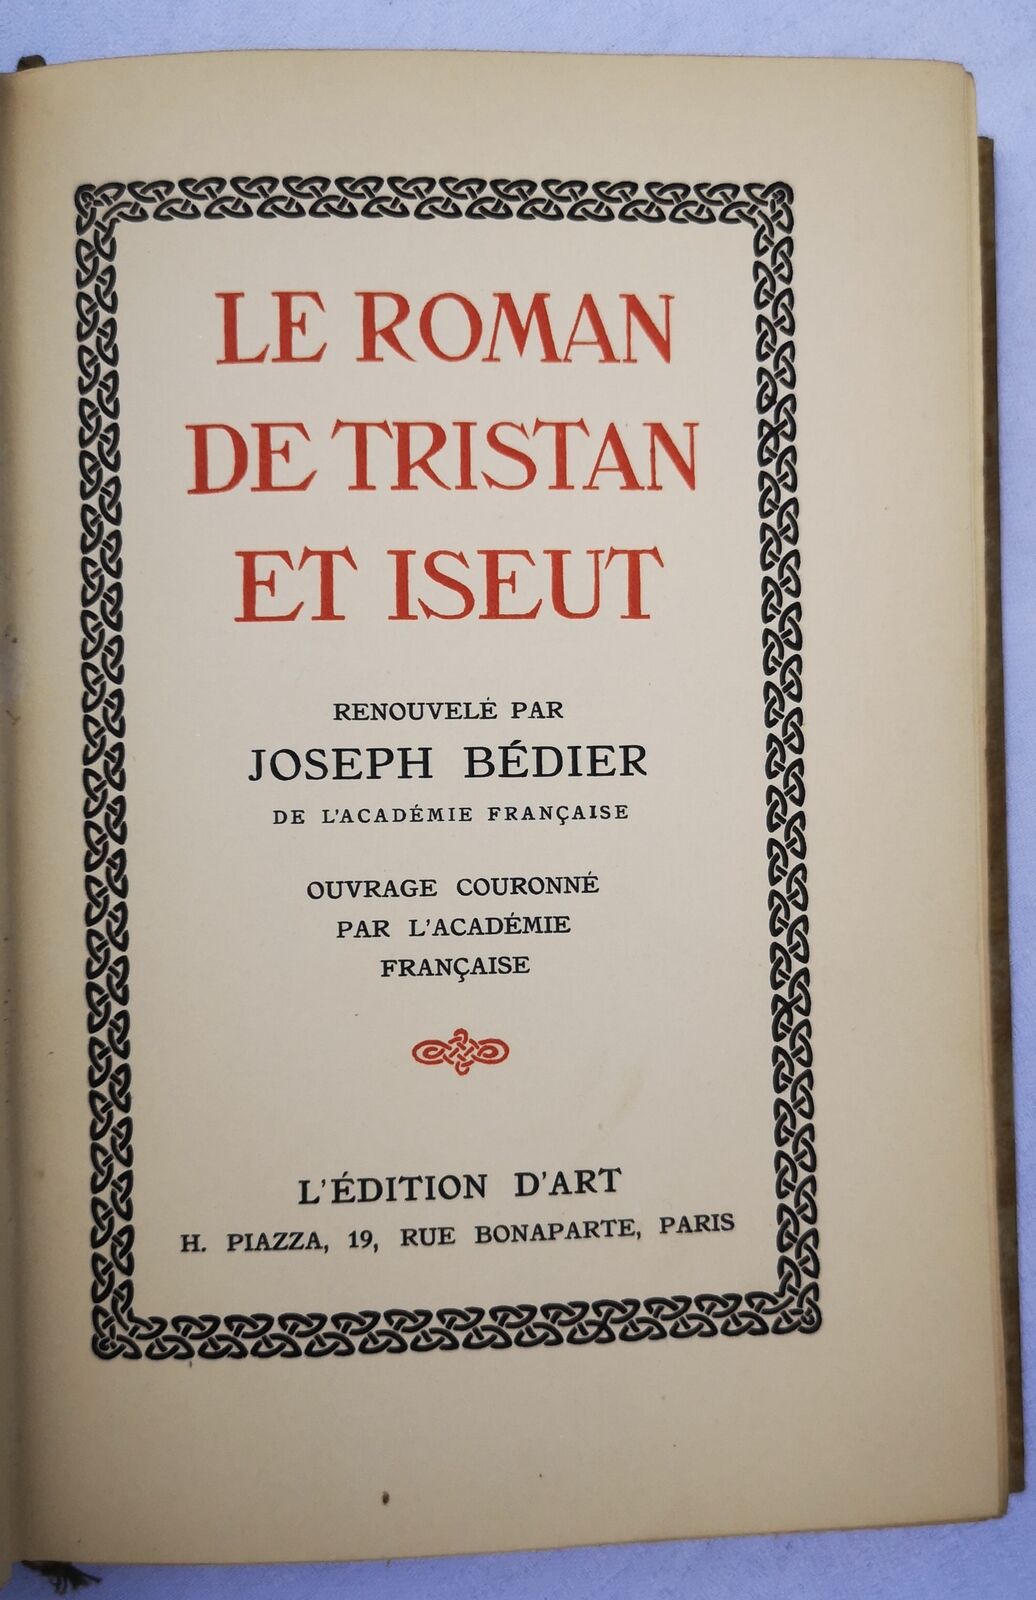 LE ROMAN
DE TRISTAN
ET ISEUT
RENOUVELÉ PAR
JOSEPH BÉDIER
DE L'ACADÉMIE FRANÇAISE
OUVRAGE COURONNÉ
PAR L'ACADÉMIE
FRANÇAISE
L'ÉDITION D'ART
H. PIAZZA, 19, RUE BONAPARTE, PARIS